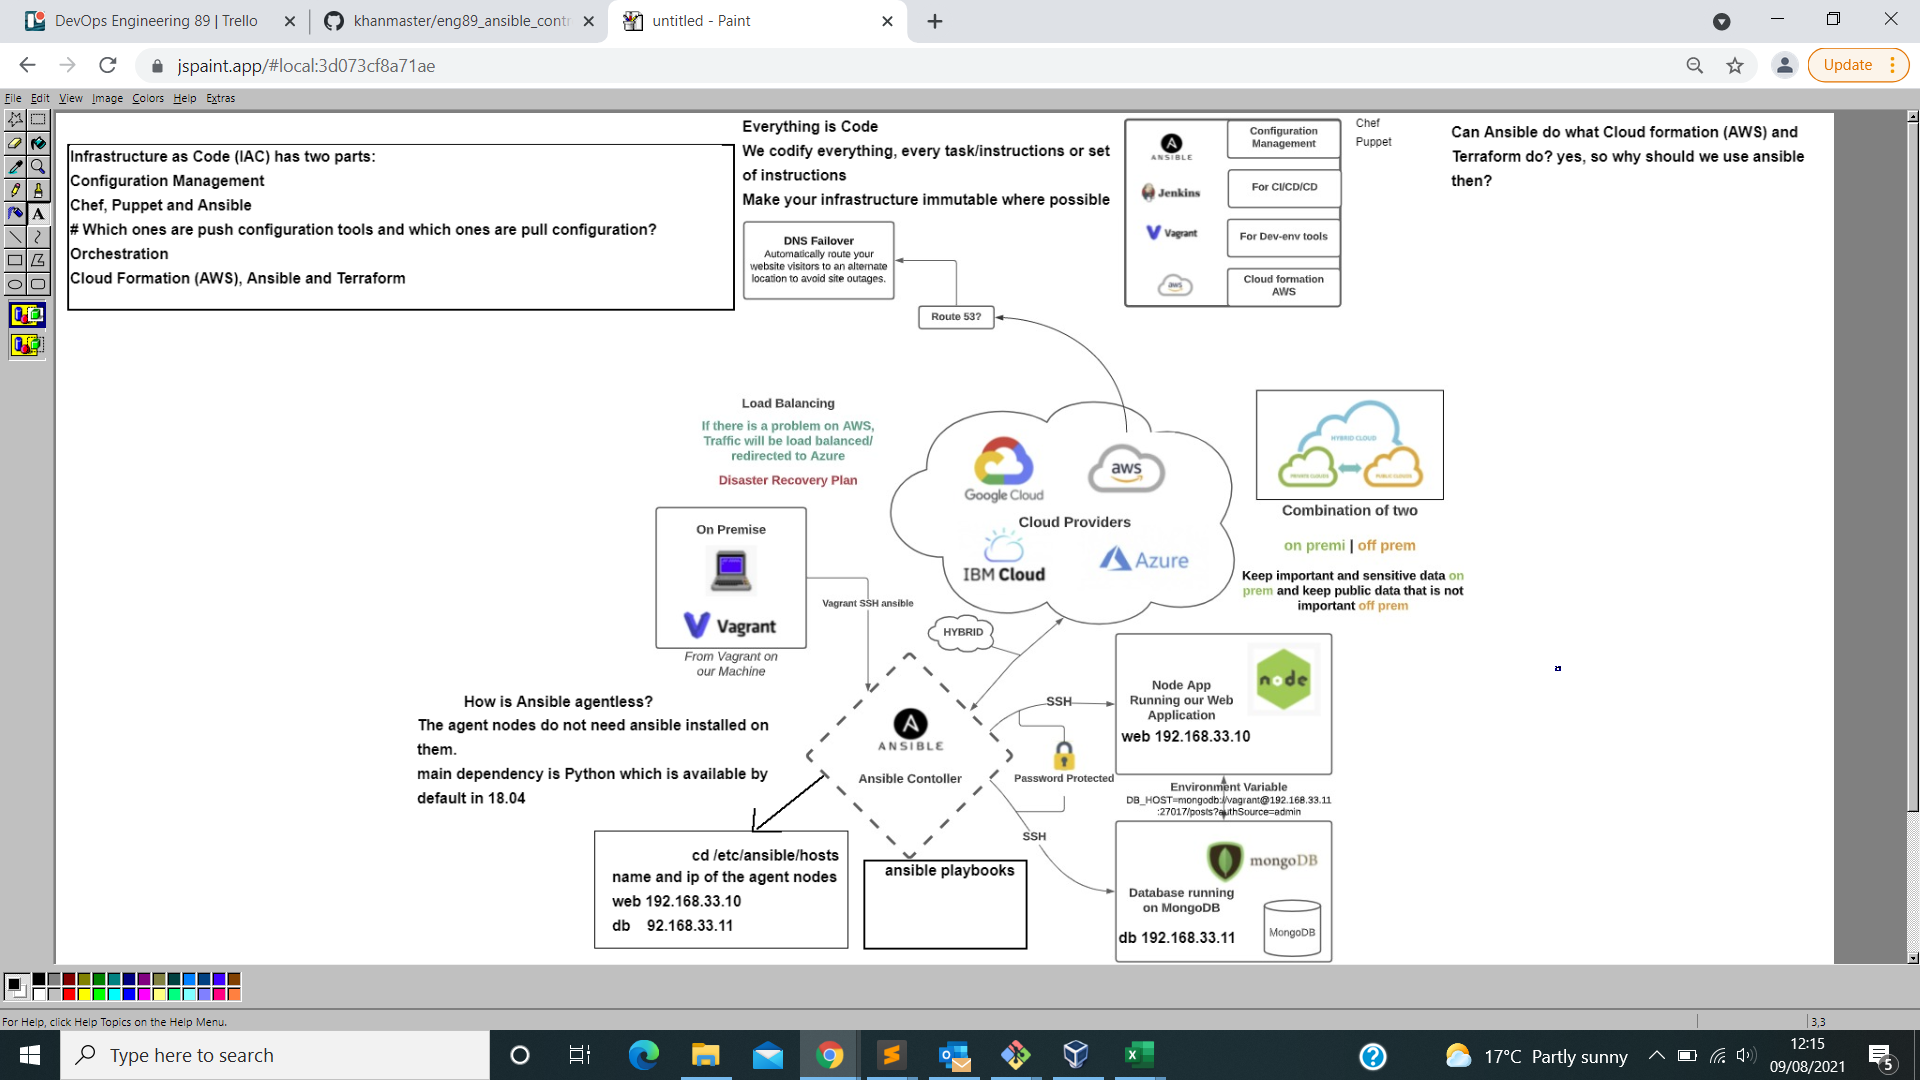 DevOps Engineering 89 | Trello
khanmaster/eng89_ansible_contr
untitled - Paint
jspaint.app/#local:3d073cf8a71ae
Update
File Edit View Image Colors Help Extras
Infrastructure as Code (IAC) has two parts:
Configuration Management
Chef, Puppet and Ansible
# Which ones are push configuration tools and which ones are pull configuration?
Orchestration
Cloud Formation (AWS), Ansible and Terraform
Everything is Code
We codify everything, every task/instructions or set
of instructions
Make your infrastructure immutable where possible
DNS Failover
Automatically route your
website visitors to an alternate
location to avoid site outages.
Route 53?
ANSIBLE
Configuration
Management
Jenkins
For CI/CD/CD
Vagrant
For Dev-env tools
aws
Cloud formation
AWS
Chef
Puppet
Can Ansible do what Cloud formation (AWS) and
Terraform do? yes, so why should we use ansible
then?
Load Balancing
If there is a problem on AWS,
Traffic will be load balanced/
redirected to Azure
Disaster Recovery Plan
Google Cloud
aws
Cloud Providers
IBM Cloud
Azure
HYBRID CLOUD
PRIVATE CLOUDS
PUBLIC CLOUDS
Combination of two
on premi | off prem
Keep important and sensitive data on
prem and keep public data that is not
important off prem
On Premise
Vagrant
From Vagrant on
our Machine
Vagrant SSH ansible
HYBRID
How is Ansible agentless?
The agent nodes do not need ansible installed on
them.
main dependency is Python which is available by
default in 18.04
ANSIBLE
Ansible Contoller
SSH
Password Protected
SSH
Node App
Running our Web
Application
node
web 192.168.33.10
Environment Variable
DB_HOST=mongodb://vagrant@192.168.33.11
:27017/posts?authSource=admin
mongoDB
Database running
on MongoDB
MongoDB
db 192.168.33.11
cd /etc/ansible/hosts
name and ip of the agent nodes
web 192.168.33.10
db 92.168.33.11
ansible playbooks
For Help, click Help Topics on the Help Menu.
3,3
Type here to search
17°C Partly sunny
12:15
09/08/2021
5